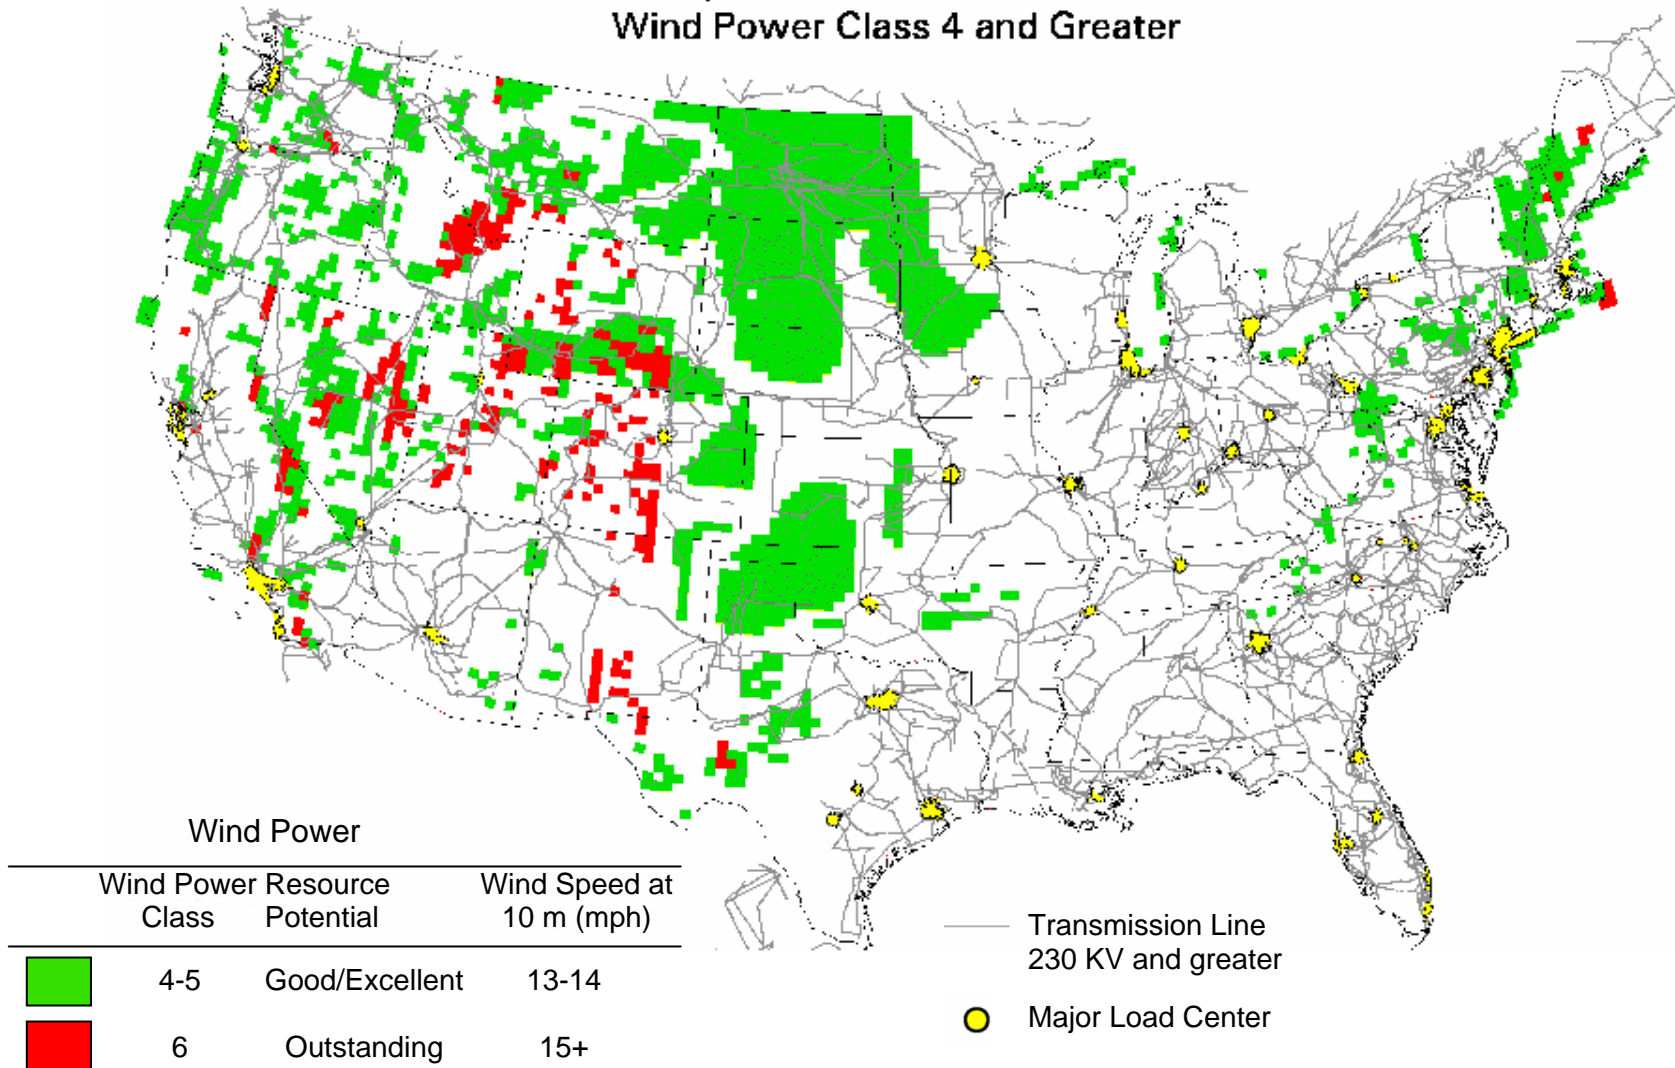 Wind Power Class 4 and Greater
Wind Power
Wind Power Resource Wind Speed at
Class Potential 10 m (mph)
4-5 Good/Excellent 13-14
6 Outstanding 15+
Transmission Line
230 KV and greater
Major Load Center